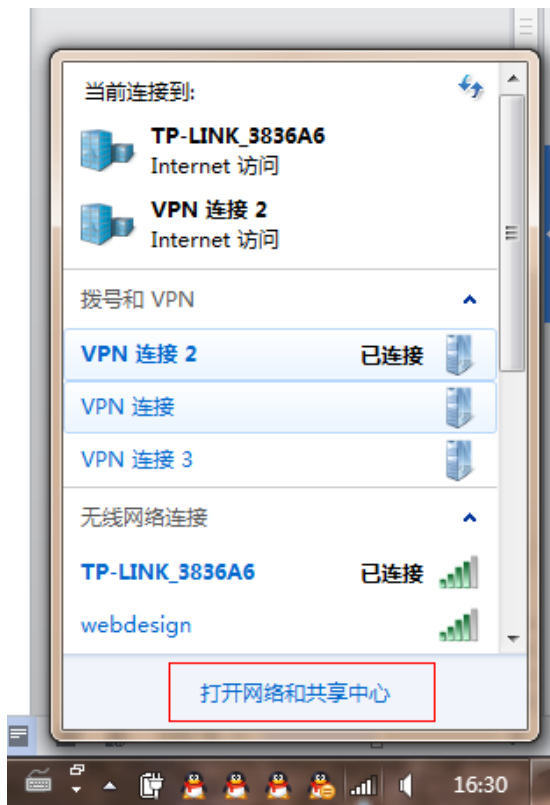 当前连接到:
TP-LINK_3836A6
Internet 访问
VPN 连接 2
Internet 访问
拨号和 VPN
VPN 连接 2 已连接
VPN 连接
VPN 连接 3
无线网络连接
TP-LINK_3836A6 已连接
webdesign
打开网络和共享中心
16:30